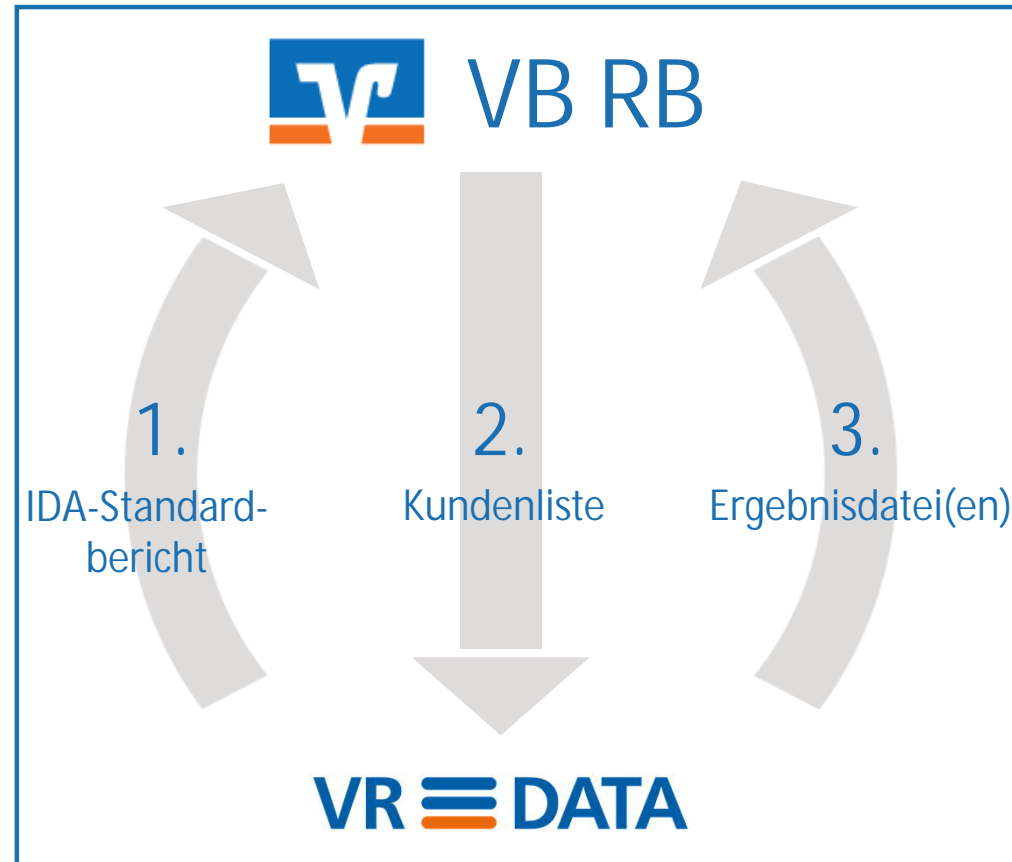 VB RB
1.
IDA-Standard-
bericht
2.
Kundenliste
3.
Ergebnisdatei(en)
VR DATA